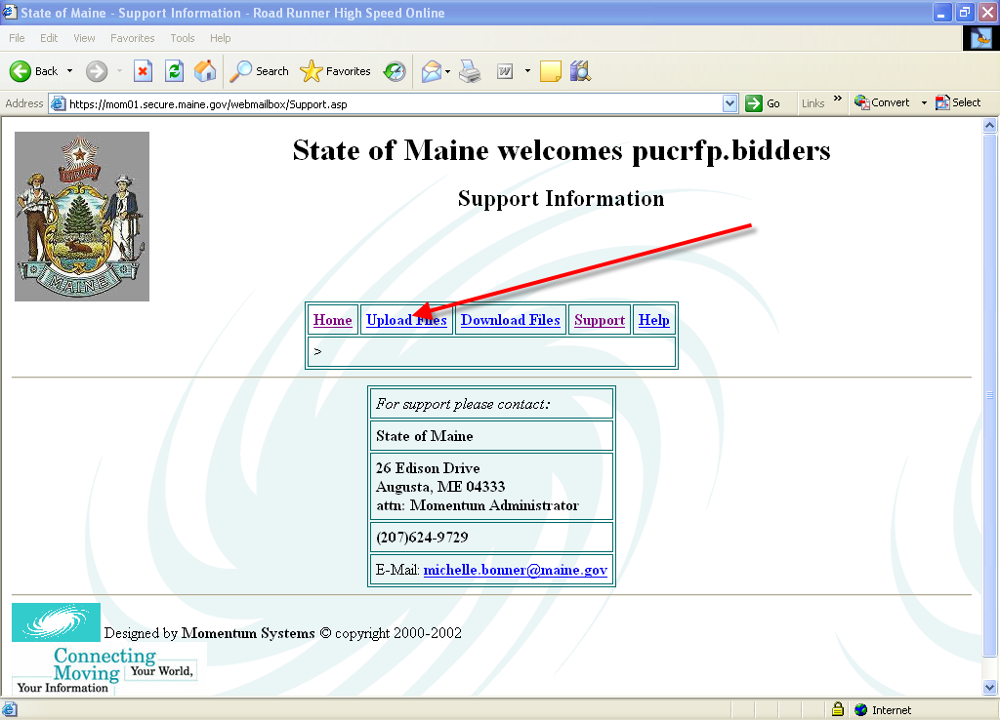 State of Maine - Support Information - Road Runner High Speed Online
File Edit View Favorites Tools Help
Back Search Favorites
Address https://mom01.secure.maine.gov/webmailbox/Support.asp Go Links » Convert Select
State of Maine welcomes pucrfp.bidders
Support Information
DIRIGO
MAINE
Home Upload Files Download Files Support Help
>
For support please contact:
State of Maine
26 Edison Drive
Augusta, ME 04333
attn: Momentum Administrator
(207)624-9729
E-Mail: michelle.bonner@maine.gov
Designed by Momentum Systems © copyright 2000-2002
Connecting
Moving Your World,
Your Information
Internet